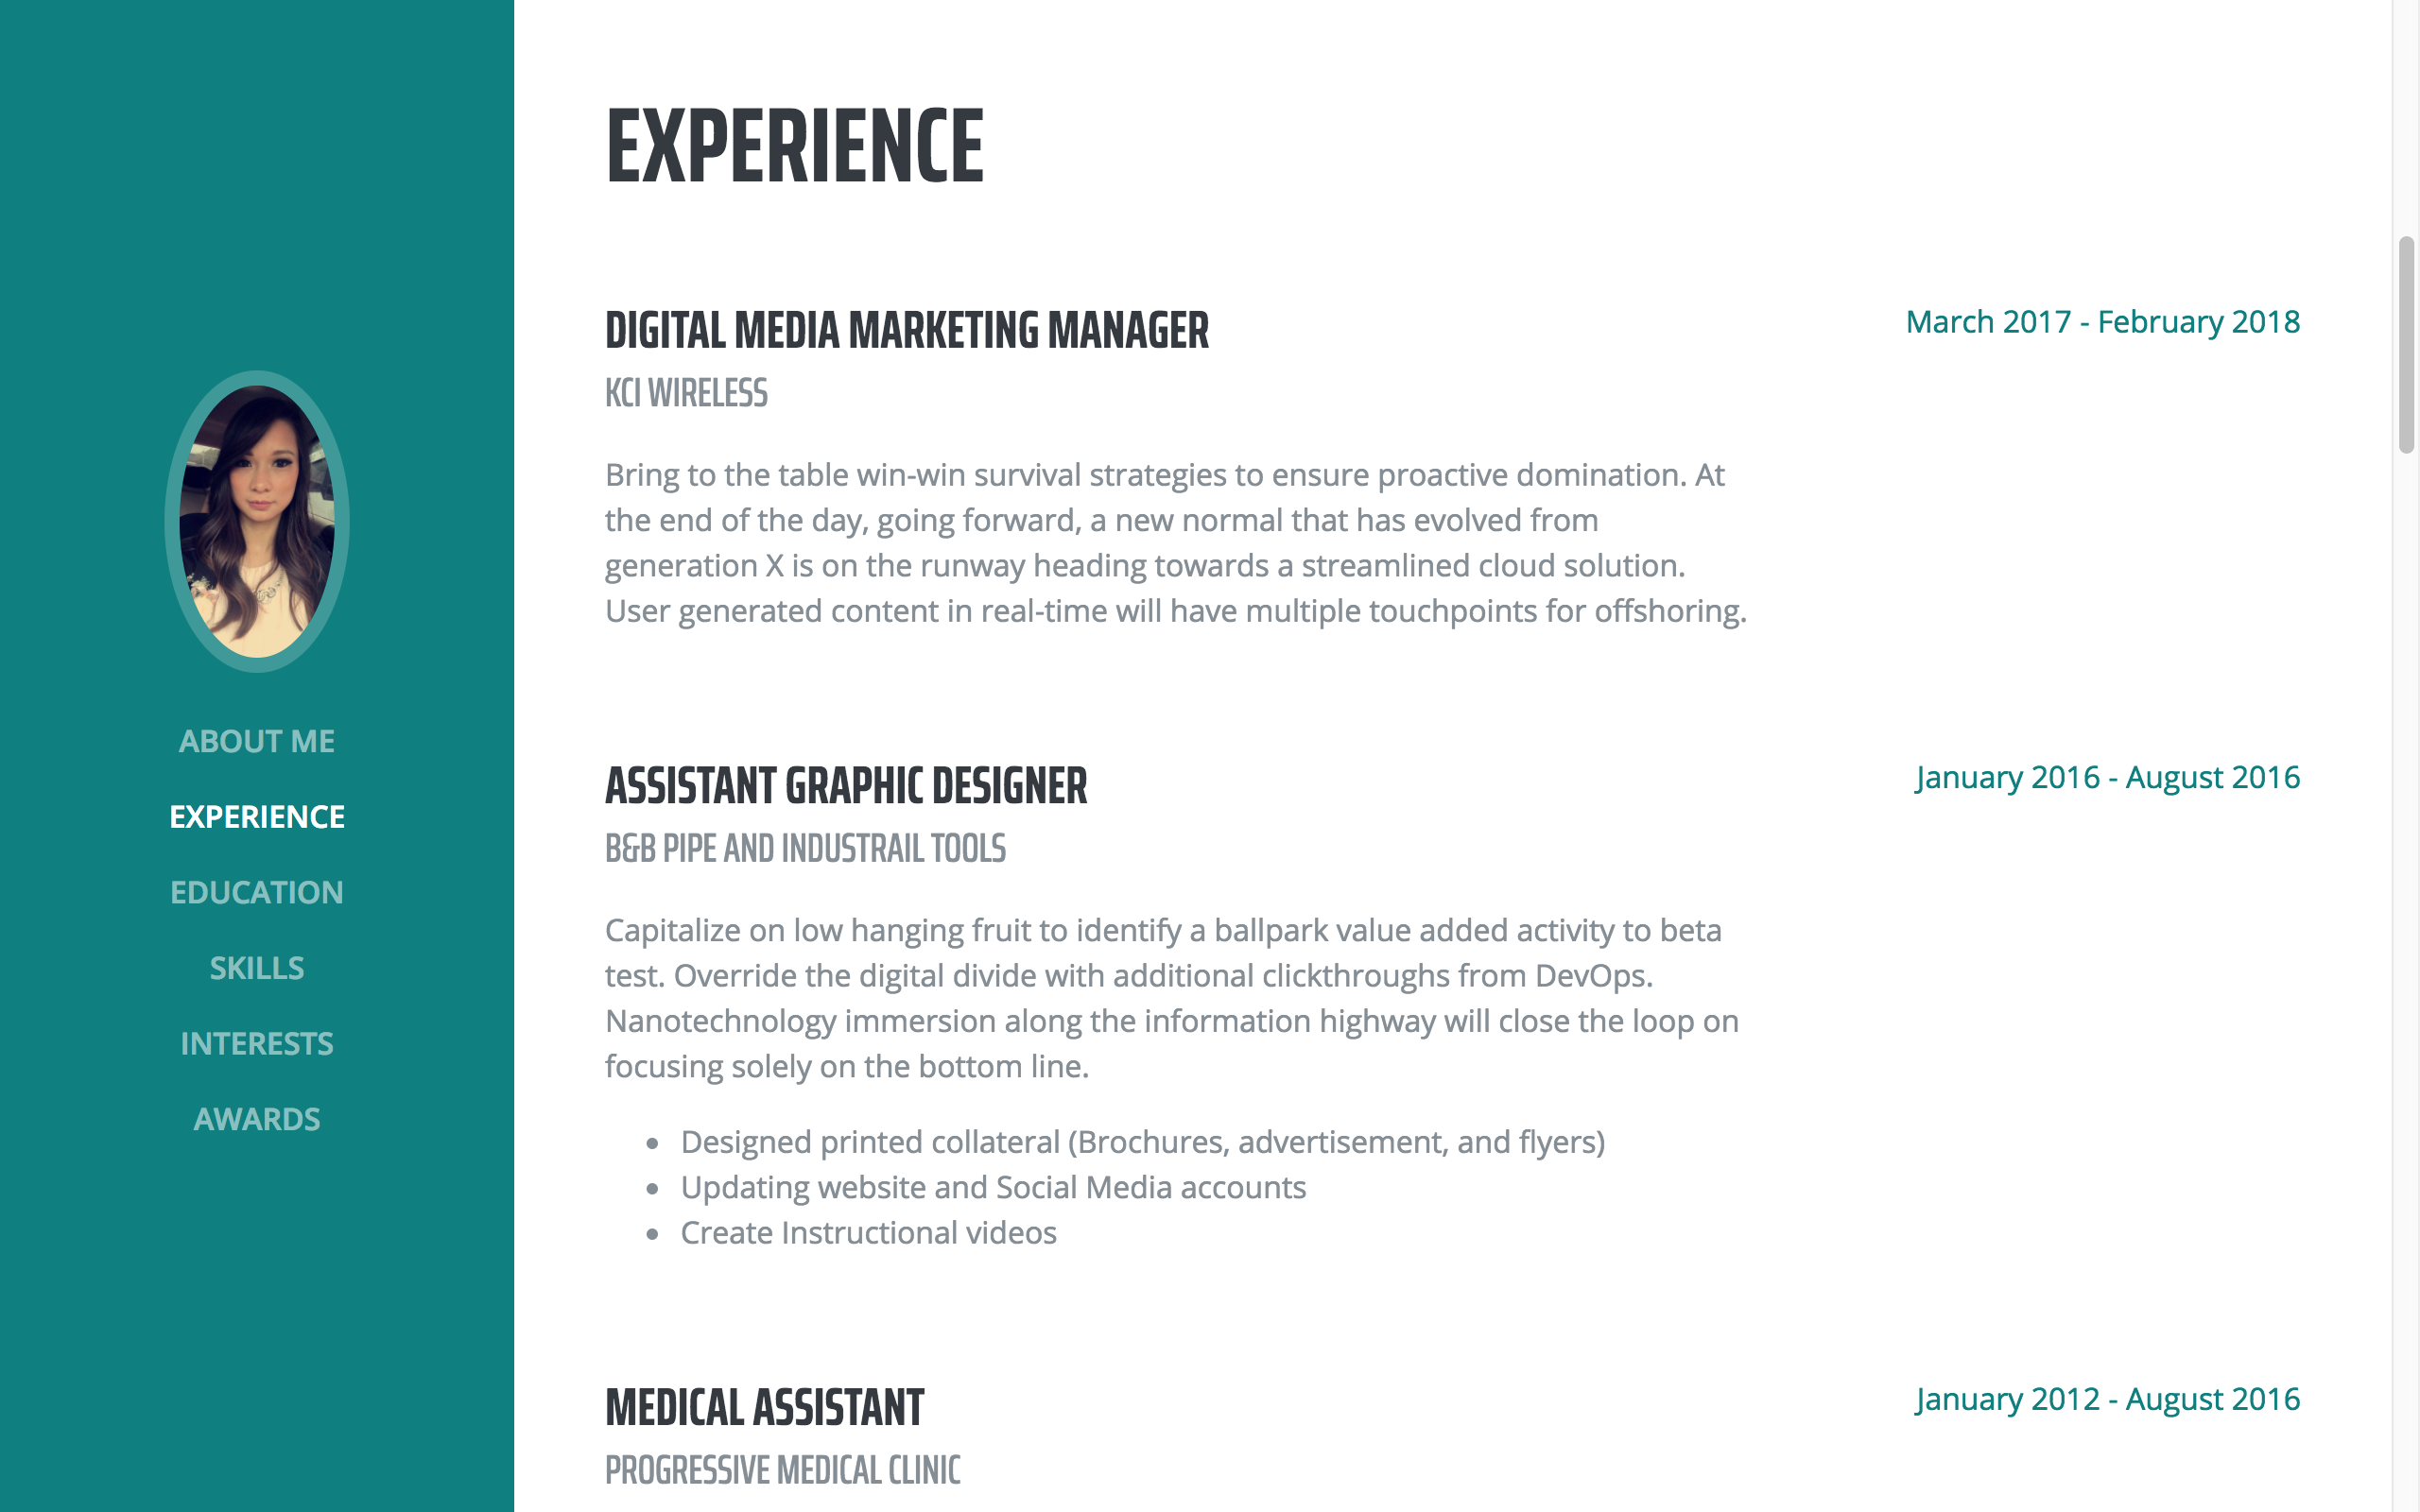 ABOUT ME
EXPERIENCE
EDUCATION
SKILLS
INTERESTS
AWARDS
EXPERIENCE
DIGITAL MEDIA MARKETING MANAGER
March 2017 - February 2018
KCI WIRELESS
Bring to the table win-win survival strategies to ensure proactive domination. At
the end of the day, going forward, a new normal that has evolved from
generation X is on the runway heading towards a streamlined cloud solution.
User generated content in real-time will have multiple touchpoints for offshoring.
ASSISTANT GRAPHIC DESIGNER
January 2016 - August 2016
B&B PIPE AND INDUSTRAIL TOOLS
Capitalize on low hanging fruit to identify a ballpark value added activity to beta
test. Override the digital divide with additional clickthroughs from DevOps.
Nanotechnology immersion along the information highway will close the loop on
focusing solely on the bottom line.
• Designed printed collateral (Brochures, advertisement, and flyers)
• Updating website and Social Media accounts
• Create Instructional videos
MEDICAL ASSISTANT
January 2012 - August 2016
PROGRESSIVE MEDICAL CLINIC